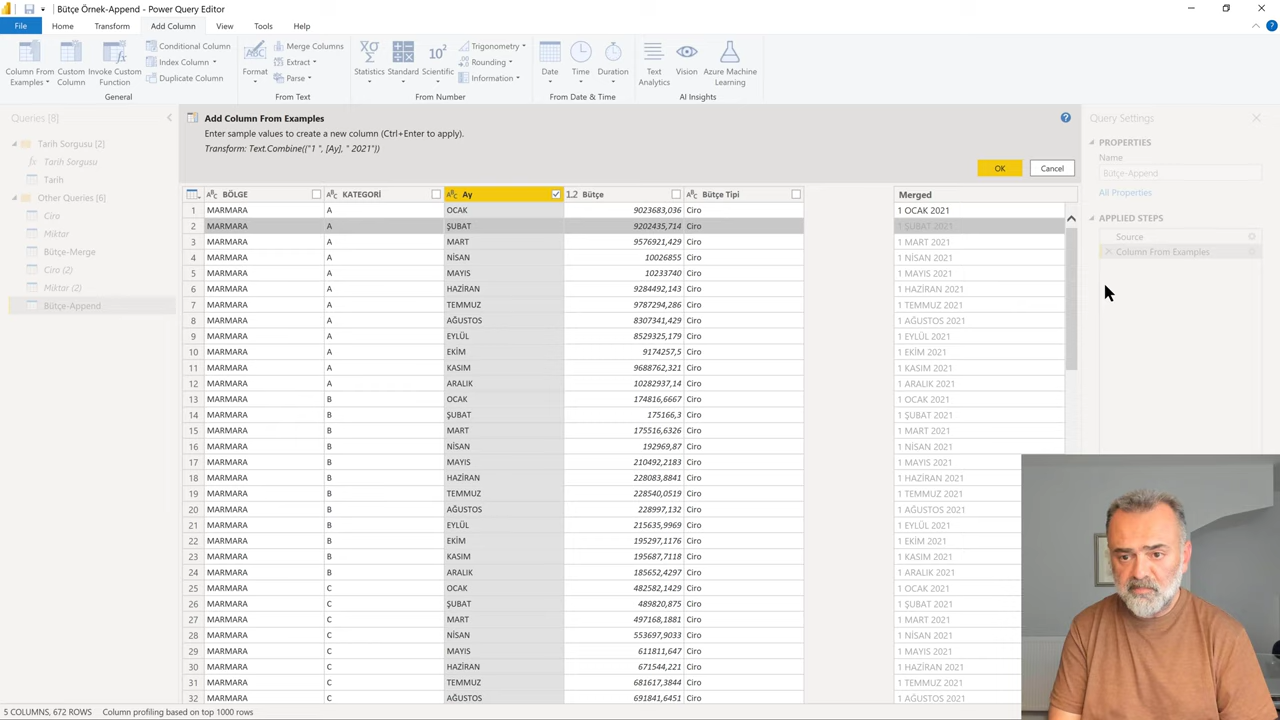 Bütçe Örnek-Append - Power Query Editor
File Home Transform Add Column View Tools Help
Column From Examples
Custom Column
Invoke Custom Function
Conditional Column
Index Column
Duplicate Column
General
Format
Merge Columns
Extract
Parse
From Text
Statistics
Standard
10² Scientific
Trigonometry
Rounding
Information
From Number
Date
Time
Duration
From Date & Time
Text Analytics
Vision
Azure Machine Learning
AI Insights
Queries [8]
Tarih Sorgusu [2]
fx Tarih Sorgusu
Tarih
Other Queries [6]
Ciro
Miktar
Bütçe-Merge
Ciro (2)
Miktar (2)
Bütçe-Append
Add Column From Examples
Enter sample values to create a new column (Ctrl+Enter to apply).
Transform: Text.Combine({"1 ", [Ay], " 2021"})
OK Cancel
BÖLGE KATEGORİ Ay 1.2 Bütçe Bütçe Tipi Merged
1 MARMARA A OCAK 9023683,036 Ciro 1 OCAK 2021
2 MARMARA A ŞUBAT 9202435,714 Ciro 1 ŞUBAT 2021
3 MARMARA A MART 9576921,429 Ciro 1 MART 2021
4 MARMARA A NİSAN 10026855 Ciro 1 NİSAN 2021
5 MARMARA A MAYIS 10233740 Ciro 1 MAYIS 2021
6 MARMARA A HAZİRAN 9284492,143 Ciro 1 HAZİRAN 2021
7 MARMARA A TEMMUZ 9787294,286 Ciro 1 TEMMUZ 2021
8 MARMARA A AĞUSTOS 8307341,429 Ciro 1 AĞUSTOS 2021
9 MARMARA A EYLÜL 8529325,179 Ciro 1 EYLÜL 2021
10 MARMARA A EKİM 9174257,5 Ciro 1 EKİM 2021
11 MARMARA A KASIM 9688762,321 Ciro 1 KASIM 2021
12 MARMARA A ARALIK 10282937,14 Ciro 1 ARALIK 2021
13 MARMARA B OCAK 174816,6667 Ciro 1 OCAK 2021
14 MARMARA B ŞUBAT 175166,3 Ciro 1 ŞUBAT 2021
15 MARMARA B MART 175516,6326 Ciro 1 MART 2021
16 MARMARA B NİSAN 192969,87 Ciro 1 NİSAN 2021
17 MARMARA B MAYIS 210492,2183 Ciro 1 MAYIS 2021
18 MARMARA B HAZİRAN 228083,8841 Ciro 1 HAZİRAN 2021
19 MARMARA B TEMMUZ 228540,0519 Ciro 1 TEMMUZ 2021
20 MARMARA B AĞUSTOS 228997,132 Ciro 1 AĞUSTOS 2021
21 MARMARA B EYLÜL 215635,9969 Ciro 1 EYLÜL 2021
22 MARMARA B EKİM 195297,1176 Ciro 1 EKİM 2021
23 MARMARA B KASIM 195687,7118 Ciro 1 KASIM 2021
24 MARMARA B ARALIK 185652,4297 Ciro 1 ARALIK 2021
25 MARMARA C OCAK 482582,1429 Ciro 1 OCAK 2021
26 MARMARA C ŞUBAT 489820,875 Ciro 1 ŞUBAT 2021
27 MARMARA C MART 497168,1881 Ciro 1 MART 2021
28 MARMARA C NİSAN 553697,9033 Ciro 1 NİSAN 2021
29 MARMARA C MAYIS 611811,647 Ciro 1 MAYIS 2021
30 MARMARA C HAZİRAN 671544,221 Ciro 1 HAZİRAN 2021
31 MARMARA C TEMMUZ 681617,3844 Ciro 1 TEMMUZ 2021
32 MARMARA C AĞUSTOS 691841,6451 Ciro 1 AĞUSTOS 2021
Query Settings
PROPERTIES
Name
Bütçe-Append
All Properties
APPLIED STEPS
Source
Column From Examples
5 COLUMNS, 672 ROWS Column profiling based on top 1000 rows